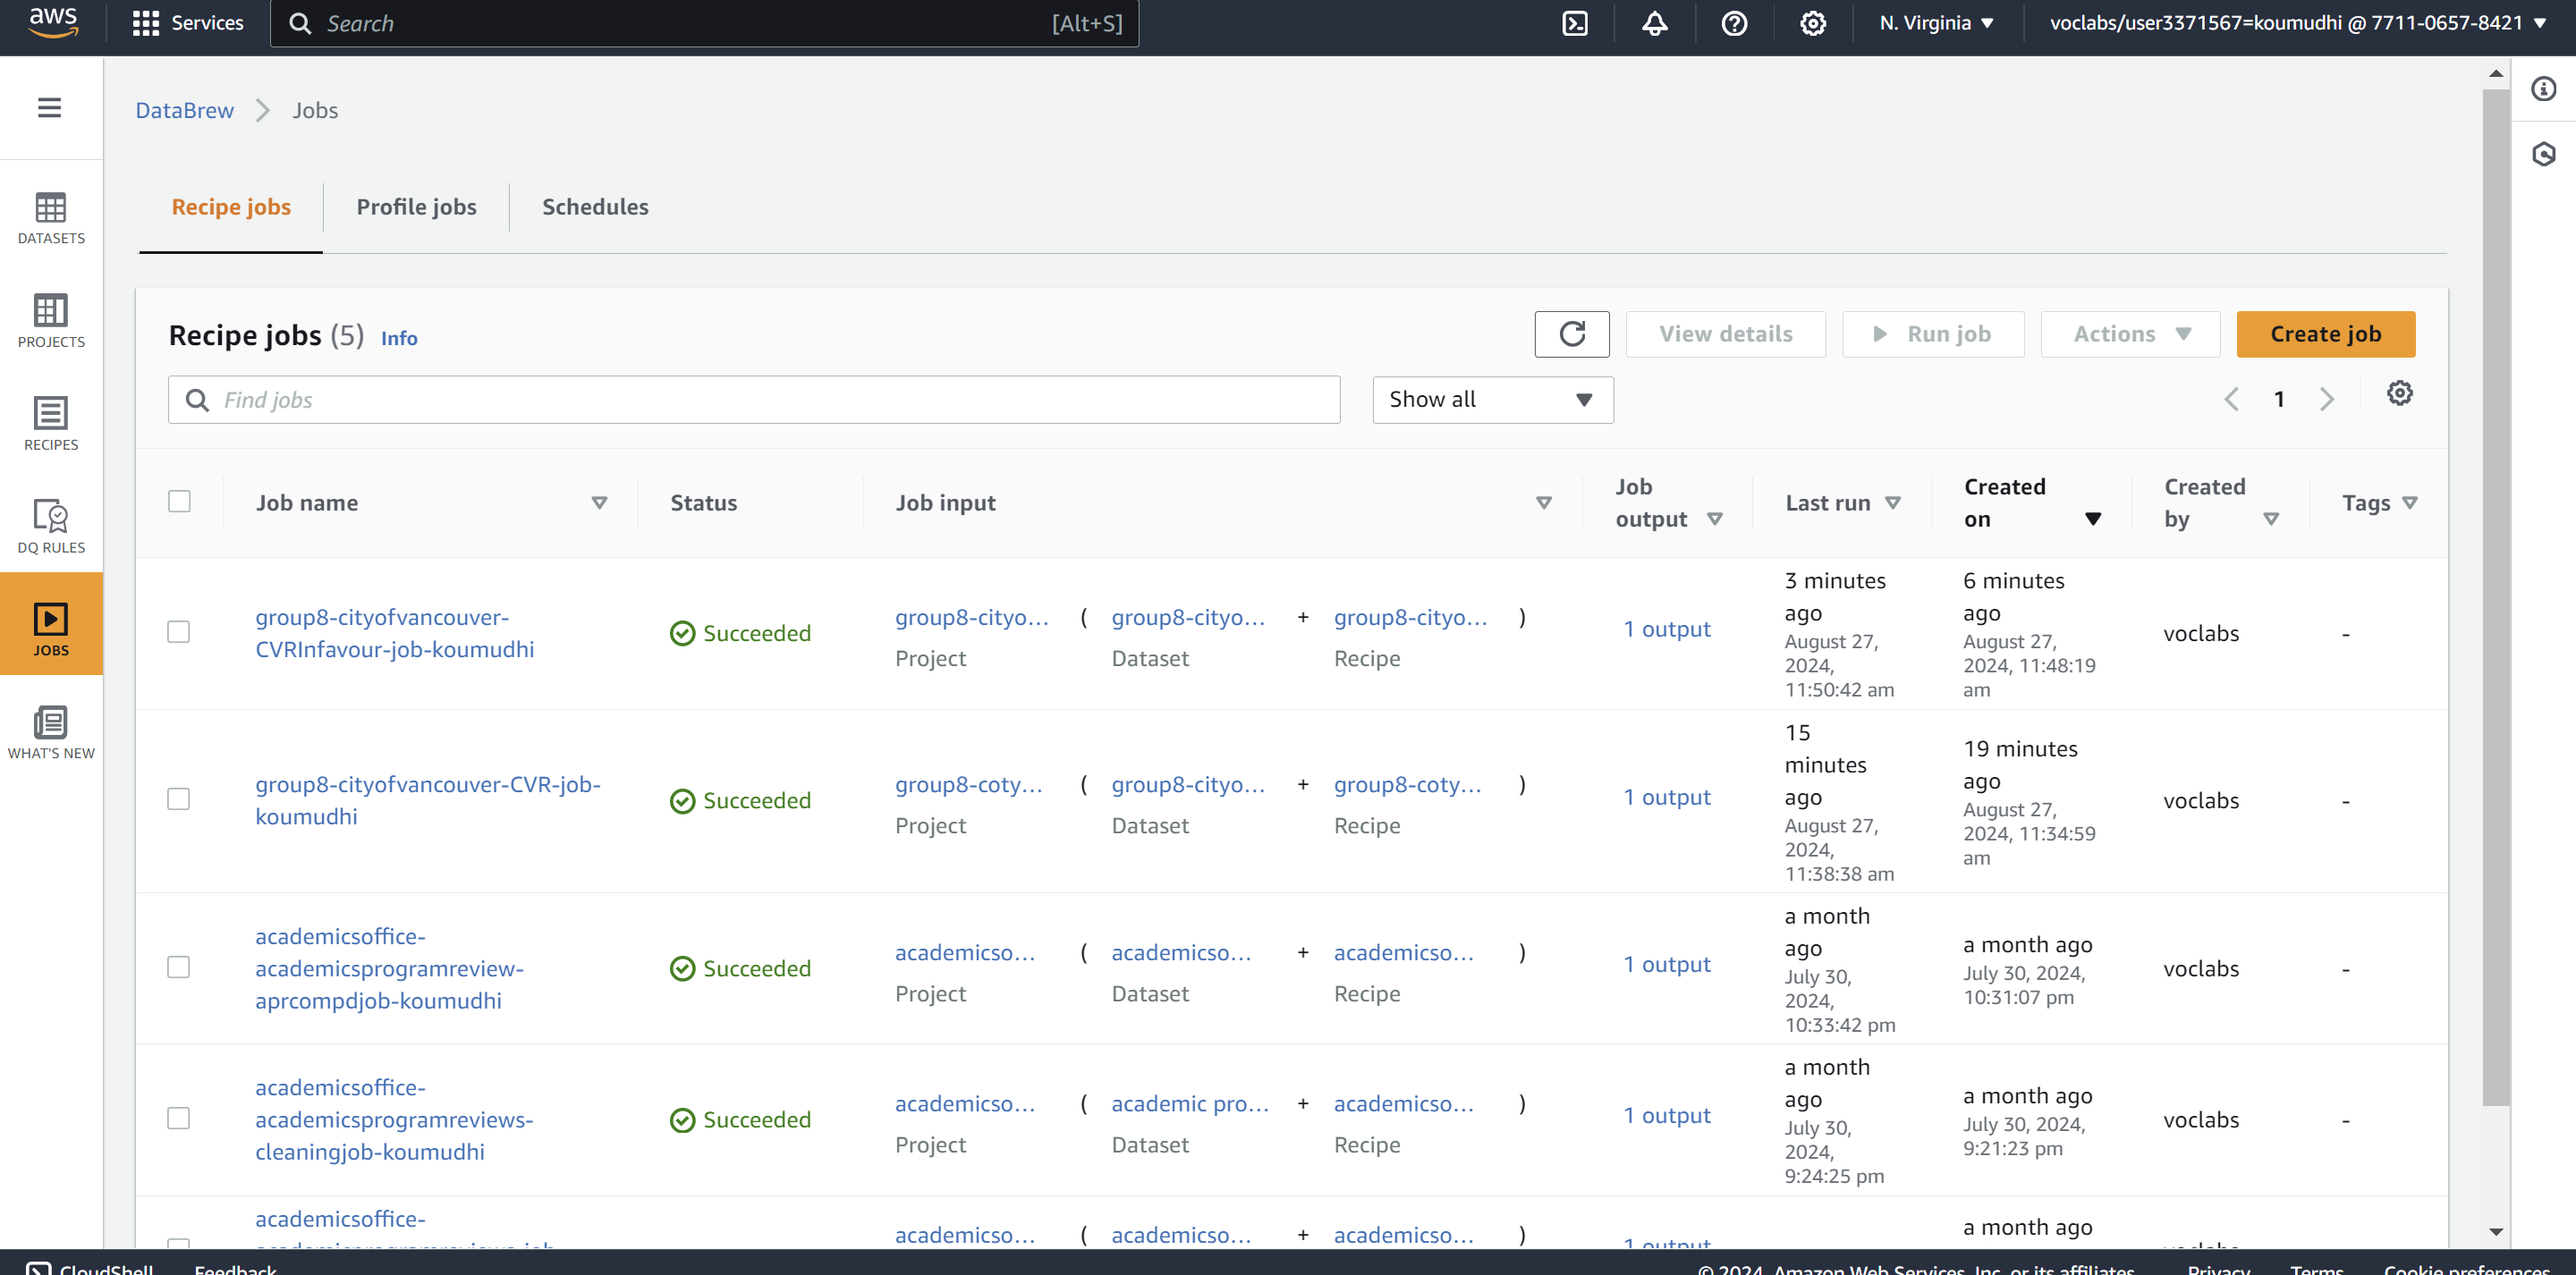 aws
Services
Search
[Alt+S]
N. Virginia
voclabs/user3371567=koumudhi @ 7711-0657-8421
DataBrew
Jobs
DATASETS
PROJECTS
RECIPES
DQ RULES
JOBS
WHAT'S NEW
Recipe jobs
Profile jobs
Schedules
Recipe jobs (5) Info
View details
Run job
Actions
Create job
Find jobs
Show all
1
Job name
Status
Job input
Job
output
Last run
Created
on
Created
by
Tags
group8-cityofvancouver-
CVRInfavour-job-koumudhi
Succeeded
group8-cityo... ( group8-cityo... + group8-cityo... )
Project Dataset Recipe
1 output
3 minutes
ago
August 27,
2024,
11:50:42 am
6 minutes
ago
August 27,
2024, 11:48:19
am
voclabs
-
group8-cityofvancouver-CVR-job-
koumudhi
Succeeded
group8-coty... ( group8-cityo... + group8-coty... )
Project Dataset Recipe
1 output
15
minutes
ago
August 27,
2024,
11:38:38 am
19 minutes
ago
August 27,
2024, 11:34:59
am
voclabs
-
academicsoffice-
academicsprogramreview-
aprcompdjob-koumudhi
Succeeded
academicso... ( academicso... + academicso... )
Project Dataset Recipe
1 output
a month
ago
July 30,
2024,
10:33:42 pm
a month ago
July 30, 2024,
10:31:07 pm
voclabs
-
academicsoffice-
academicsprogramreviews-
cleaningjob-koumudhi
Succeeded
academicso... ( academic pro... + academicso... )
Project Dataset Recipe
1 output
a month
ago
July 30,
2024,
9:24:25 pm
a month ago
July 30, 2024,
9:21:23 pm
voclabs
-
academicsoffice-
academicso... ( academicso... + academicso... )
1 output
a month ago
voclabs
CloudShell
Feedback
© 2024, Amazon Web Services, Inc. or its affiliates.
Privacy
Terms
Cookie preferences